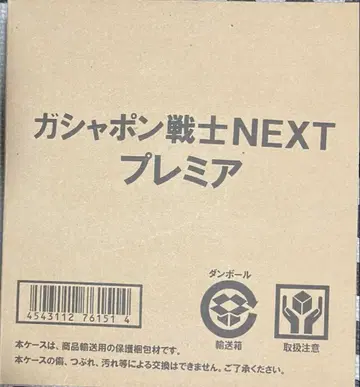 ガシャポン戦士NEXT
プレミア
4543112 76151 4
ダンボール
輸送箱
取扱注意
本ケースは、商品輸送用の保護梱包材です。
本ケースの傷、つぶれ、汚れ等による交換はできません。ご了承ください。